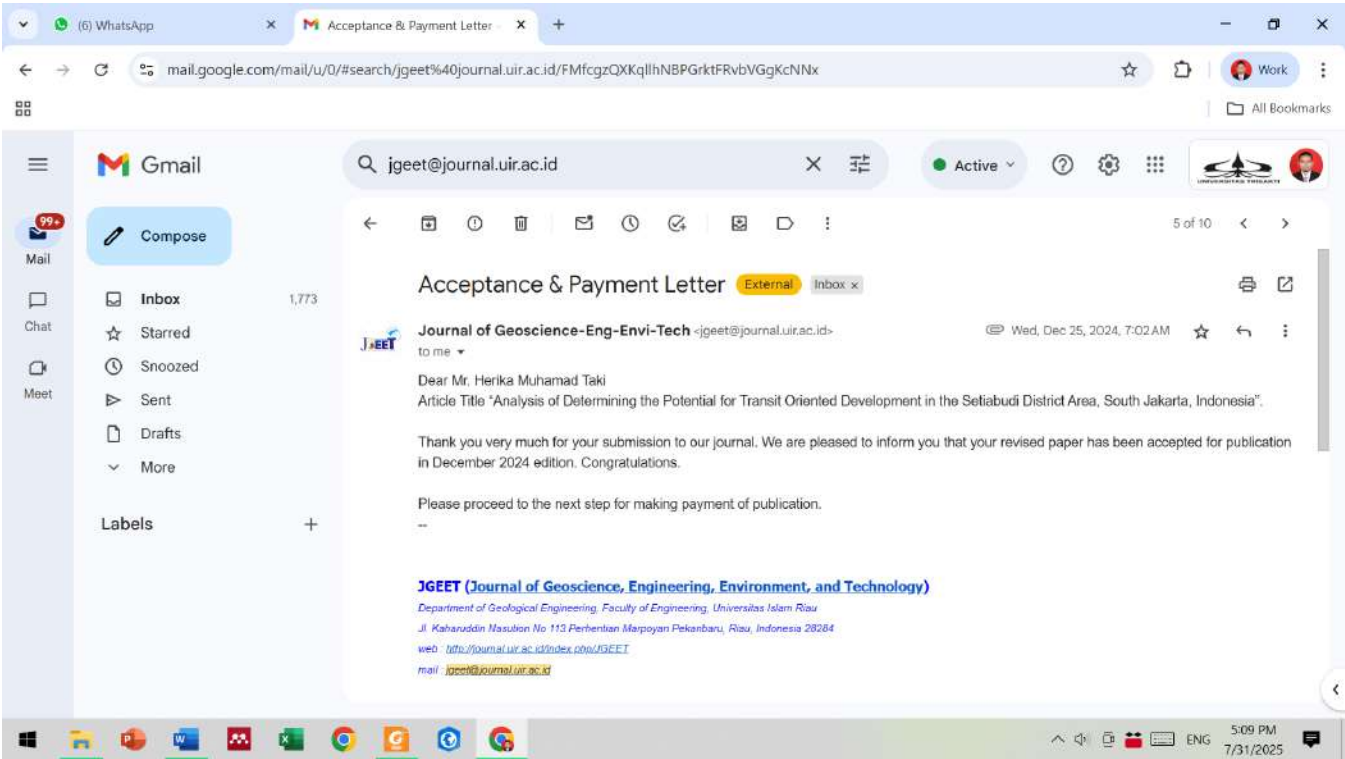 (6) WhatsApp
Acceptance & Payment Letter -
mail.google.com/mail/u/0/#search/jgeet%40journal.uir.ac.id/FMfcgzQXKqllhNBPGrktFRvbVGgKcNNx
Work
All Bookmarks
Gmail
jgeet@journal.uir.ac.id
Active
UNIVERSITAS TRISAKTI
99+
Mail
Chat
Meet
Compose
Inbox 1,773
Starred
Snoozed
Sent
Drafts
More
Labels
5 of 10
Acceptance & Payment Letter External Inbox x
JGEET
Journal of Geoscience-Eng-Envi-Tech <jgeet@journal.uir.ac.id> Wed, Dec 25, 2024, 7:02 AM
to me
Dear Mr. Herika Muhamad Taki
Article Title "Analysis of Determining the Potential for Transit Oriented Development in the Setiabudi District Area, South Jakarta, Indonesia".
Thank you very much for your submission to our journal. We are pleased to inform you that your revised paper has been accepted for publication
in December 2024 edition. Congratulations.
Please proceed to the next step for making payment of publication.
--
JGEET (Journal of Geoscience, Engineering, Environment, and Technology)
Department of Geological Engineering, Faculty of Engineering, Universitas Islam Riau
Jl. Kaharuddin Nasution No 113 Perhentian Marpoyan Pekanbaru, Riau, Indonesia 28284
web : http://journal.uir.ac.id/index.php/JGEET
mail : jgeet@journal.uir.ac.id
ENG
5:09 PM
7/31/2025